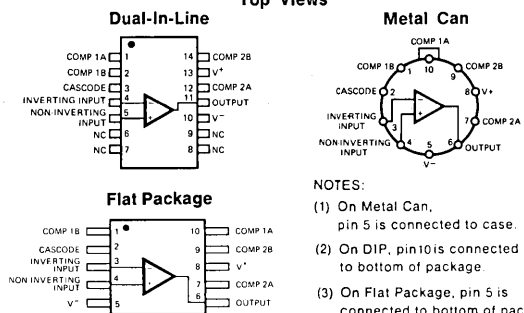 Top Views
Dual-In-Line
COMP 1A 1
COMP 1B 2
CASCODE 3
INVERTING INPUT 4
NON-INVERTING INPUT 5
NC 6
NC 7
14 COMP 2B
13 V+
12 COMP 2A
11 OUTPUT
10 V−
9 NC
8 NC
Metal Can
COMP 1A
10
COMP 1B 1
9 COMP 2B
CASCODE 2
8 V+
INVERTING
INPUT 3
7 COMP 2A
NON-INVERTING
INPUT 4
5
V−
6 OUTPUT
Flat Package
COMP 1B 1
CASCODE 2
INVERTING
INPUT 3
NON INVERTING
INPUT 4
V− 5
10 COMP 1A
9 COMP 2B
8 V+
7 COMP 2A
6 OUTPUT
NOTES:
(1) On Metal Can,
pin 5 is connected to case.
(2) On DIP, pin10 is connected
to bottom of package.
(3) On Flat Package, pin 5 is
connected to bottom of pac